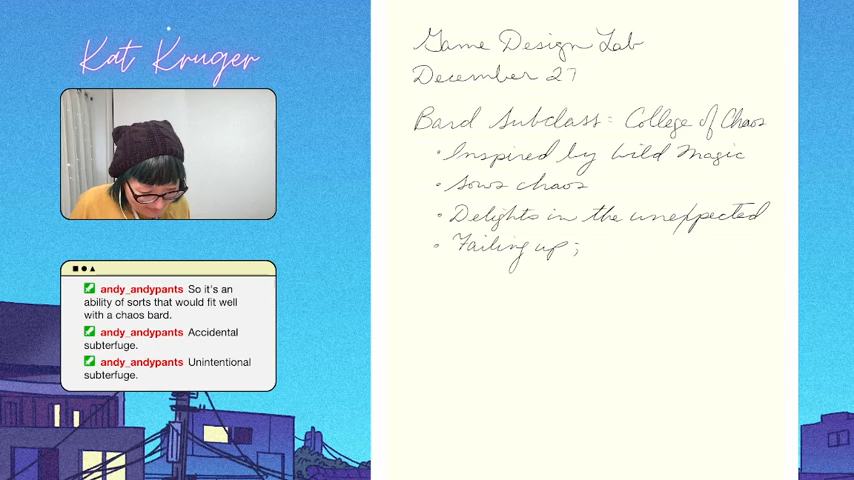 Kat Kruger
andy_andypants So it's an
ability of sorts that would fit well
with a chaos bard.
andy_andypants Accidental
subterfuge.
andy_andypants Unintentional
subterfuge.
Game Design Lab
December 27
Bard Subclass: College of Chaos
• Inspired by Wild Magic
• Sows chaos
• Delights in the unexpected
• Failing up;